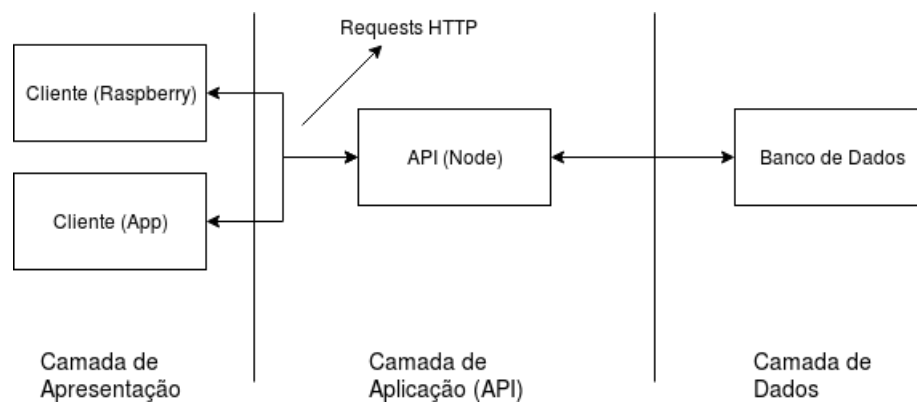 Requests HTTP
Cliente (Raspberry)
API (Node)
Banco de Dados
Cliente (App)
Camada de
Apresentação
Camada de
Aplicação (API)
Camada de
Dados